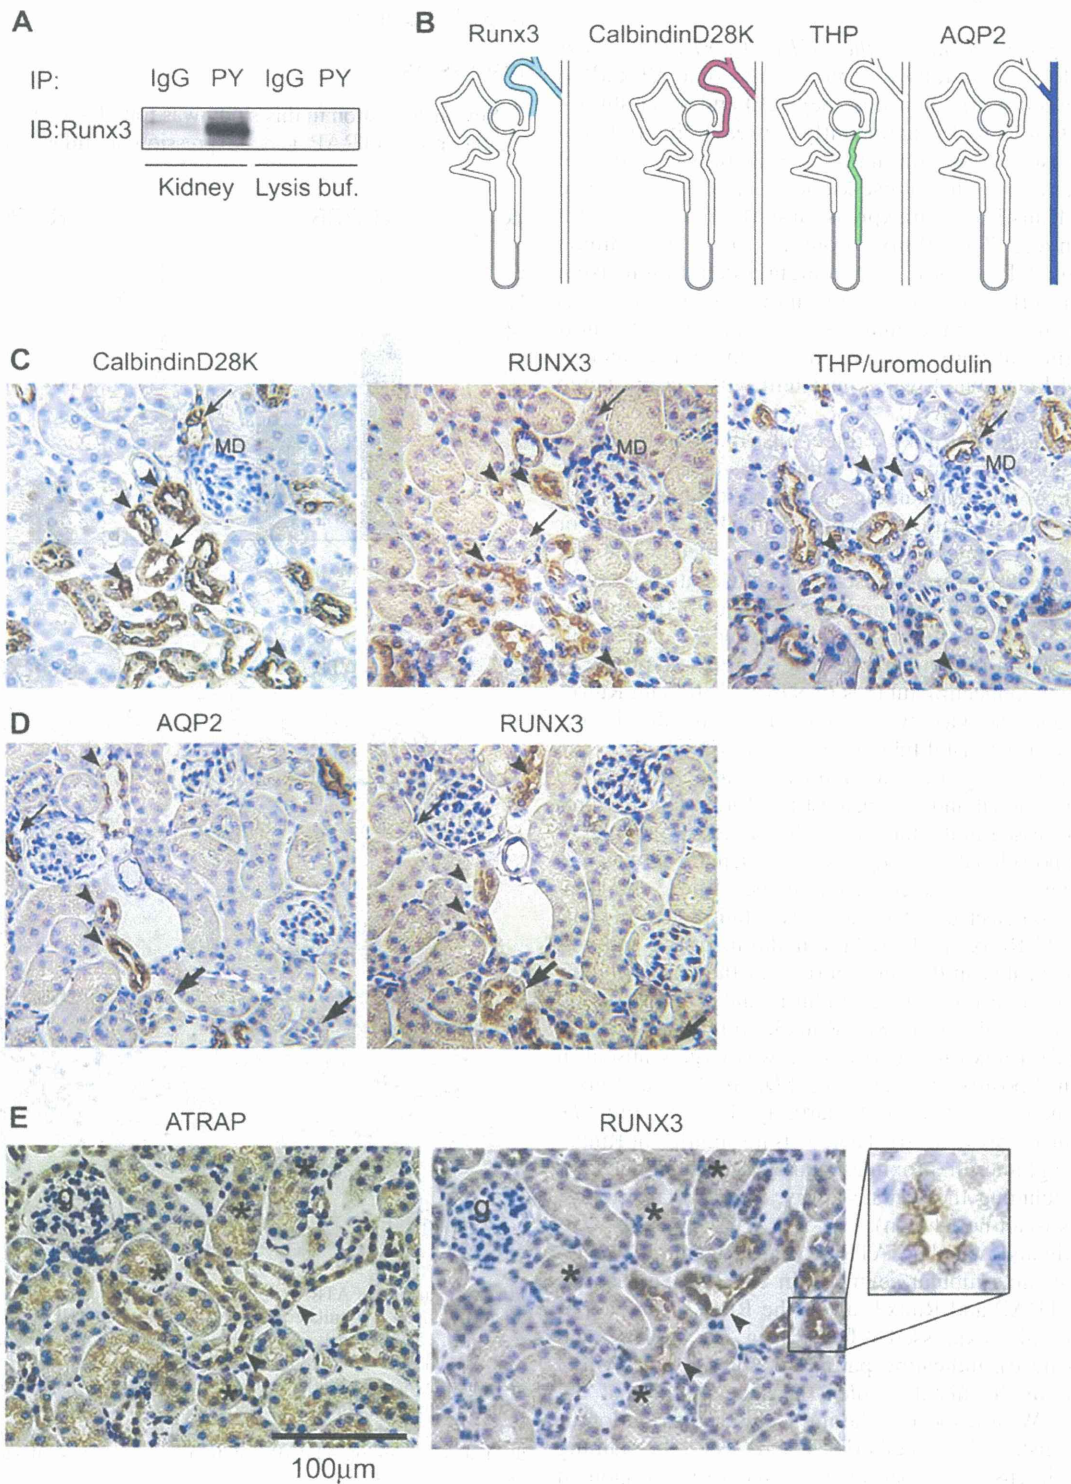 A
IP: IgG PY IgG PY
IB:Runx3
Kidney Lysis buf.
B
Runx3 CalbindinD28K THP AQP2
C
CalbindinD28K RUNX3 THP/uromodulin
MD MD MD
D
AQP2 RUNX3
E
ATRAP RUNX3
* * g * * g * *
* *
100µm